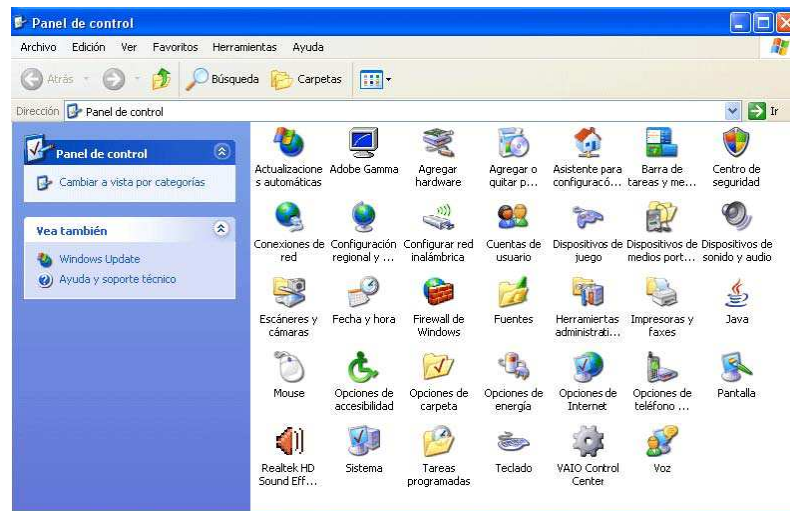 Panel de control
Archivo Edición Ver Favoritos Herramientas Ayuda
Atrás Búsqueda Carpetas
Dirección Panel de control Ir
Panel de control
Cambiar a vista por categorías
Vea también
Windows Update
Ayuda y soporte técnico
Actualizacione Adobe Gamma Agregar Agregar o Asistente para Barra de Centro de
s automáticas hardware quitar p... configuracó... tareas y me... seguridad
Conexiones de Configuración Configurar red Cuentas de Dispositivos de Dispositivos de Dispositivos de
red regional y ... inalámbrica usuario juego medios port... sonido y audio
Escáneres y Fecha y hora Firewall de Fuentes Herramientas Impresoras y Java
cámaras Windows administrati... faxes
Mouse Opciones de Opciones de Opciones de Opciones de Opciones de Pantalla
accesibilidad carpeta energía Internet teléfono ...
Realtek HD Sistema Tareas Teclado VAIO Control Voz
Sound Eff... programadas Center